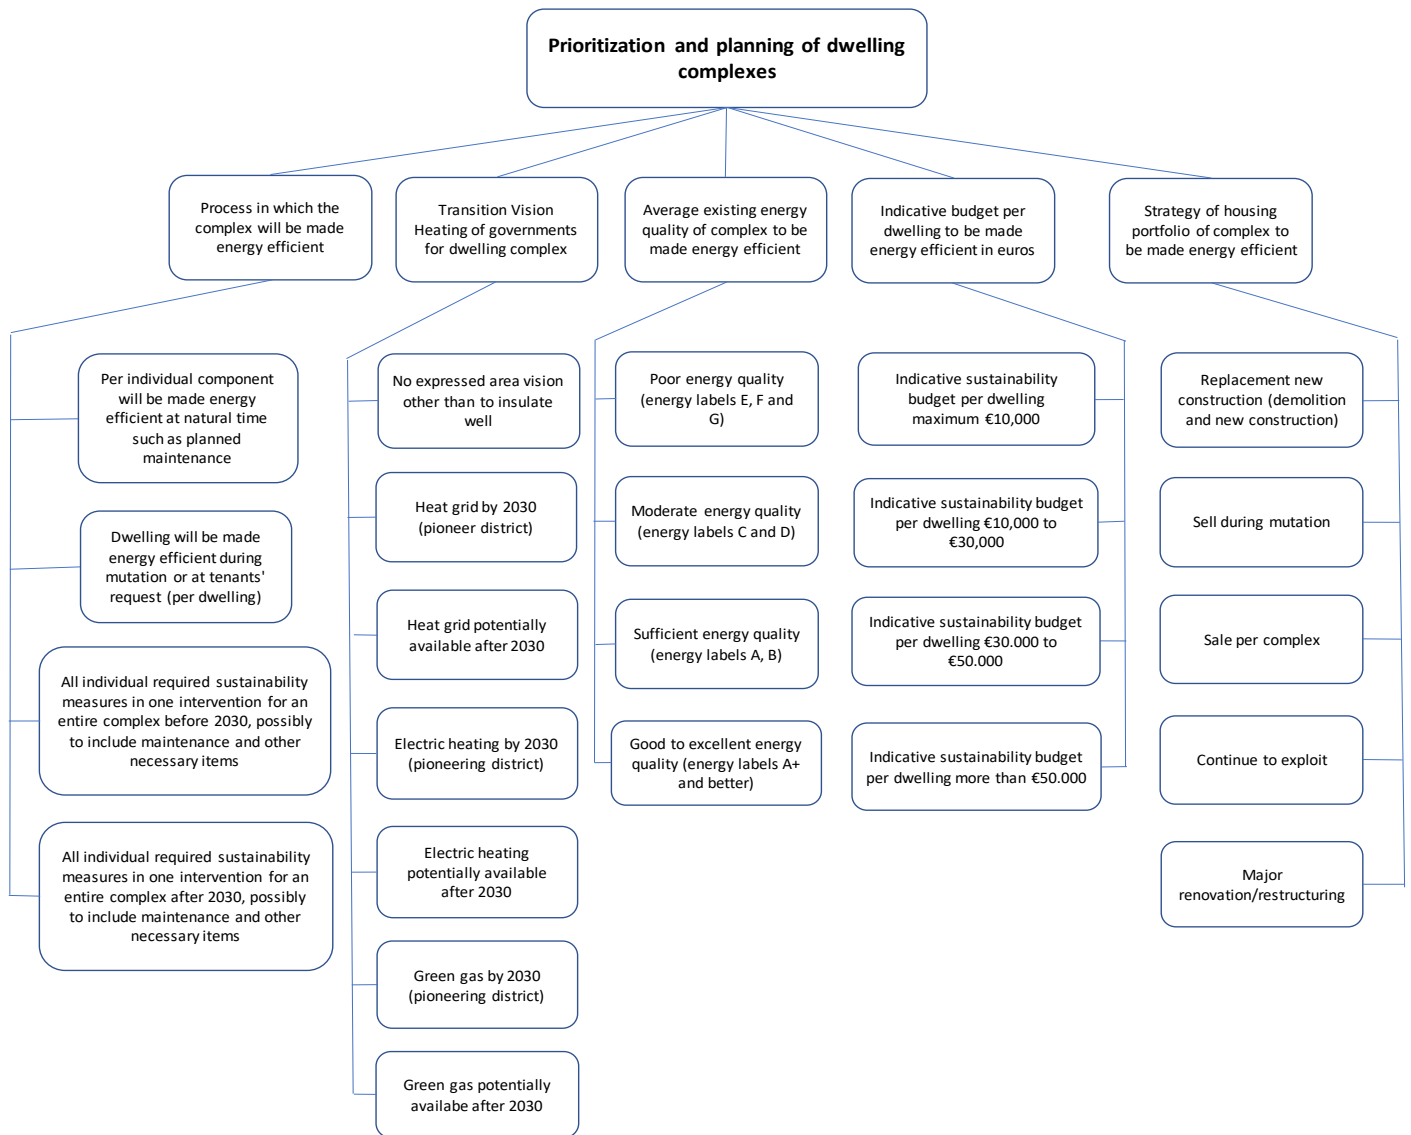 Prioritization and planning of dwelling
complexes
Process in which the
complex will be made
energy efficient
Transition Vision
Heating of governments
for dwelling complex
Average existing energy
quality of complex to be
made energy efficient
Indicative budget per
dwelling to be made
energy efficient in euros
Strategy of housing
portfolio of complex to
be made energy efficient
Per individual component
will be made energy
efficient at natural time
such as planned
maintenance
Dwelling will be made
energy efficient during
mutation or at tenants'
request (per dwelling)
All individual required sustainability
measures in one intervention for an
entire complex before 2030, possibly
to include maintenance and other
necessary items
All individual required sustainability
measures in one intervention for an
entire complex after 2030, possibly
to include maintenance and other
necessary items
No expressed area vision
other than to insulate
well
Heat grid by 2030
(pioneer district)
Heat grid potentially
available after 2030
Electric heating by 2030
(pioneering district)
Electric heating
potentially available
after 2030
Green gas by 2030
(pioneering district)
Green gas potentially
availabe after 2030
Poor energy quality
(energy labels E, F and
G)
Moderate energy quality
(energy labels C and D)
Sufficient energy quality
(energy labels A, B)
Good to excellent energy
quality (energy labels A+
and better)
Indicative sustainability
budget per dwelling
maximum €10,000
Indicative sustainability budget
per dwelling €10,000 to
€30,000
Indicative sustainability budget
per dwelling €30.000 to
€50.000
Indicative sustainability budget
per dwelling more than €50.000
Replacement new
construction (demolition
and new construction)
Sell during mutation
Sale per complex
Continue to exploit
Major
renovation/restructuring